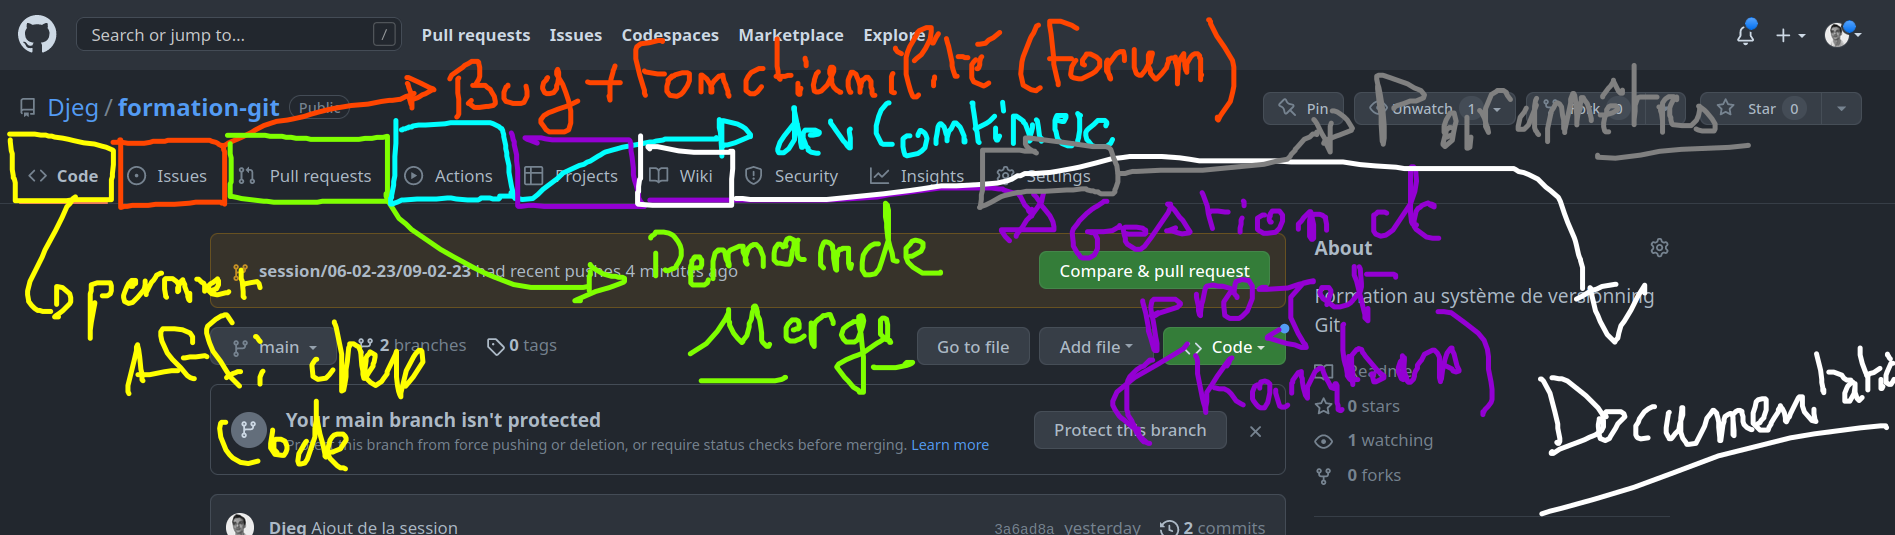 Search or jump to... / Pull requests Issues Codespaces Marketplace Explore
Bug + Fonctiannilité (Forum)
Djeg / formation-git Public
Pin Unwatch 1 Fork 0 Star 0
dev Continue
Paramètres
Code Issues Pull requests Actions Projects Wiki Security Insights Settings
Gestion de
Projet
(Kanban)
Demande
Merge
permet
Afficher
Code
Documentatio
session/06-02-23/09-02-23 had recent pushes 4 minutes ago Compare & pull request
main 2 branches 0 tags Go to file Add file Code
Your main branch isn't protected
Protect this branch from force pushing or deletion, or require status checks before merging. Learn more
Protect this branch
Djeg Ajout de la session 3a6ad8a yesterday 2 commits
About
Formation au système de versionning
Git
Readme
0 stars
1 watching
0 forks